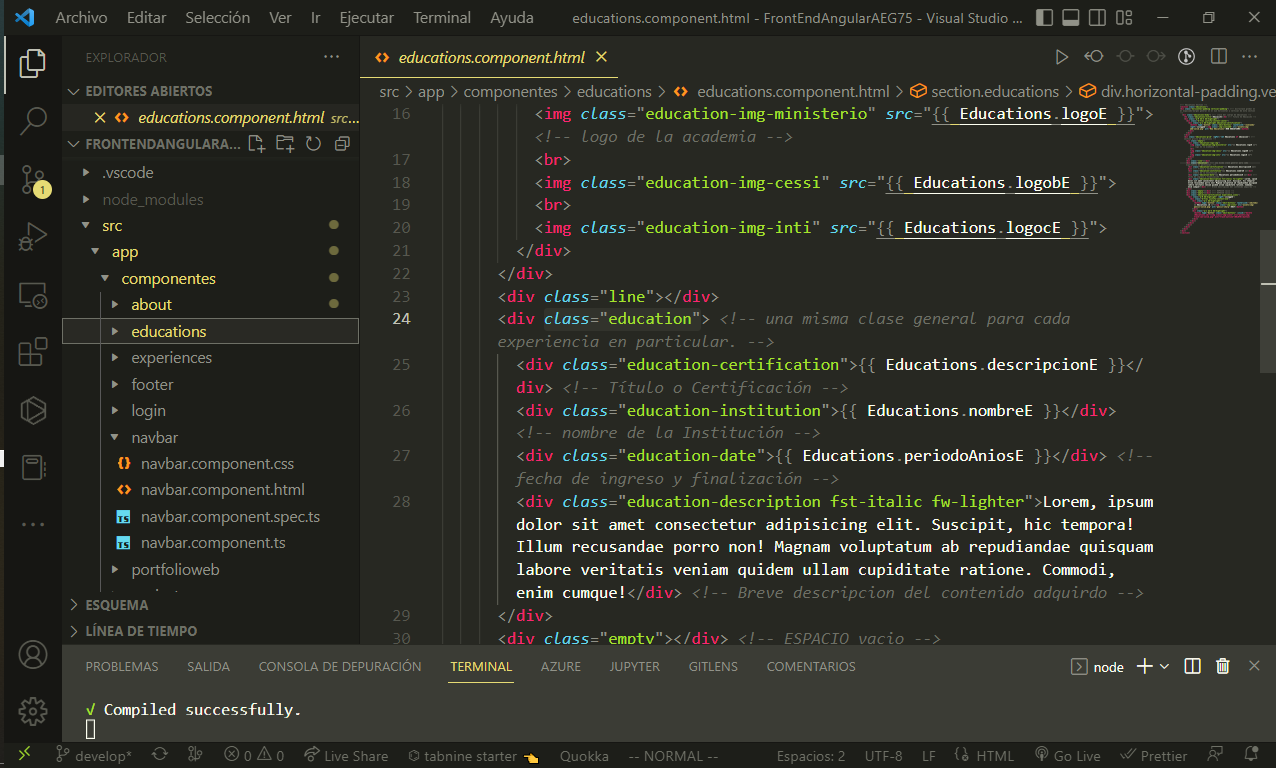 Archivo Editar Selección Ver Ir Ejecutar Terminal Ayuda educations.component.html - FrontEndAngularAEG75 - Visual Studio ...
EXPLORADOR
EDITORES ABIERTOS
educations.component.html src...
FRONTENDANGULARA...
.vscode
node_modules
src
app
componentes
about
educations
experiences
footer
login
navbar
navbar.component.css
navbar.component.html
TS navbar.component.spec.ts
TS navbar.component.ts
portfolioweb
ESQUEMA
LÍNEA DE TIEMPO
1
educations.component.html
src > app > componentes > educations > educations.component.html > section.educations > div.horizontal-padding.ve
16 <img class="education-img-ministerio" src="{{ Educations.logoE }}">
<!-- logo de la academia -->
17 <br>
18 <img class="education-img-cessi" src="{{ Educations.logobE }}">
19 <br>
20 <img class="education-img-inti" src="{{ Educations.logocE }}">
21 </div>
22 </div>
23 <div class="line"></div>
24 <div class="education"> <!-- una misma clase general para cada
experiencia en particular. -->
25 <div class="education-certification">{{ Educations.descripcionE }}</
div> <!-- Título o Certificación -->
26 <div class="education-institution">{{ Educations.nombreE }}</div>
<!-- nombre de la Institución -->
27 <div class="education-date">{{ Educations.periodoAniosE }}</div> <!--
fecha de ingreso y finalización -->
28 <div class="education-description fst-italic fw-lighter">Lorem, ipsum
dolor sit amet consectetur adipisicing elit. Suscipit, hic tempora!
Illum recusandae porro non! Magnam voluptatum ab repudiandae quisquam
labore veritatis veniam quidem ullam cupiditate ratione. Commodi,
enim cumque!</div> <!-- Breve descripcion del contenido adquirdo -->
29 </div>
30 <div class="empty"></div> <!-- ESPACIO vacio -->
PROBLEMAS SALIDA CONSOLA DE DEPURACIÓN TERMINAL AZURE JUPYTER GITLENS COMENTARIOS node
√ Compiled successfully.
develop* 0 0 Live Share tabnine starter Quokka -- NORMAL -- Espacios: 2 UTF-8 LF HTML Go Live Prettier